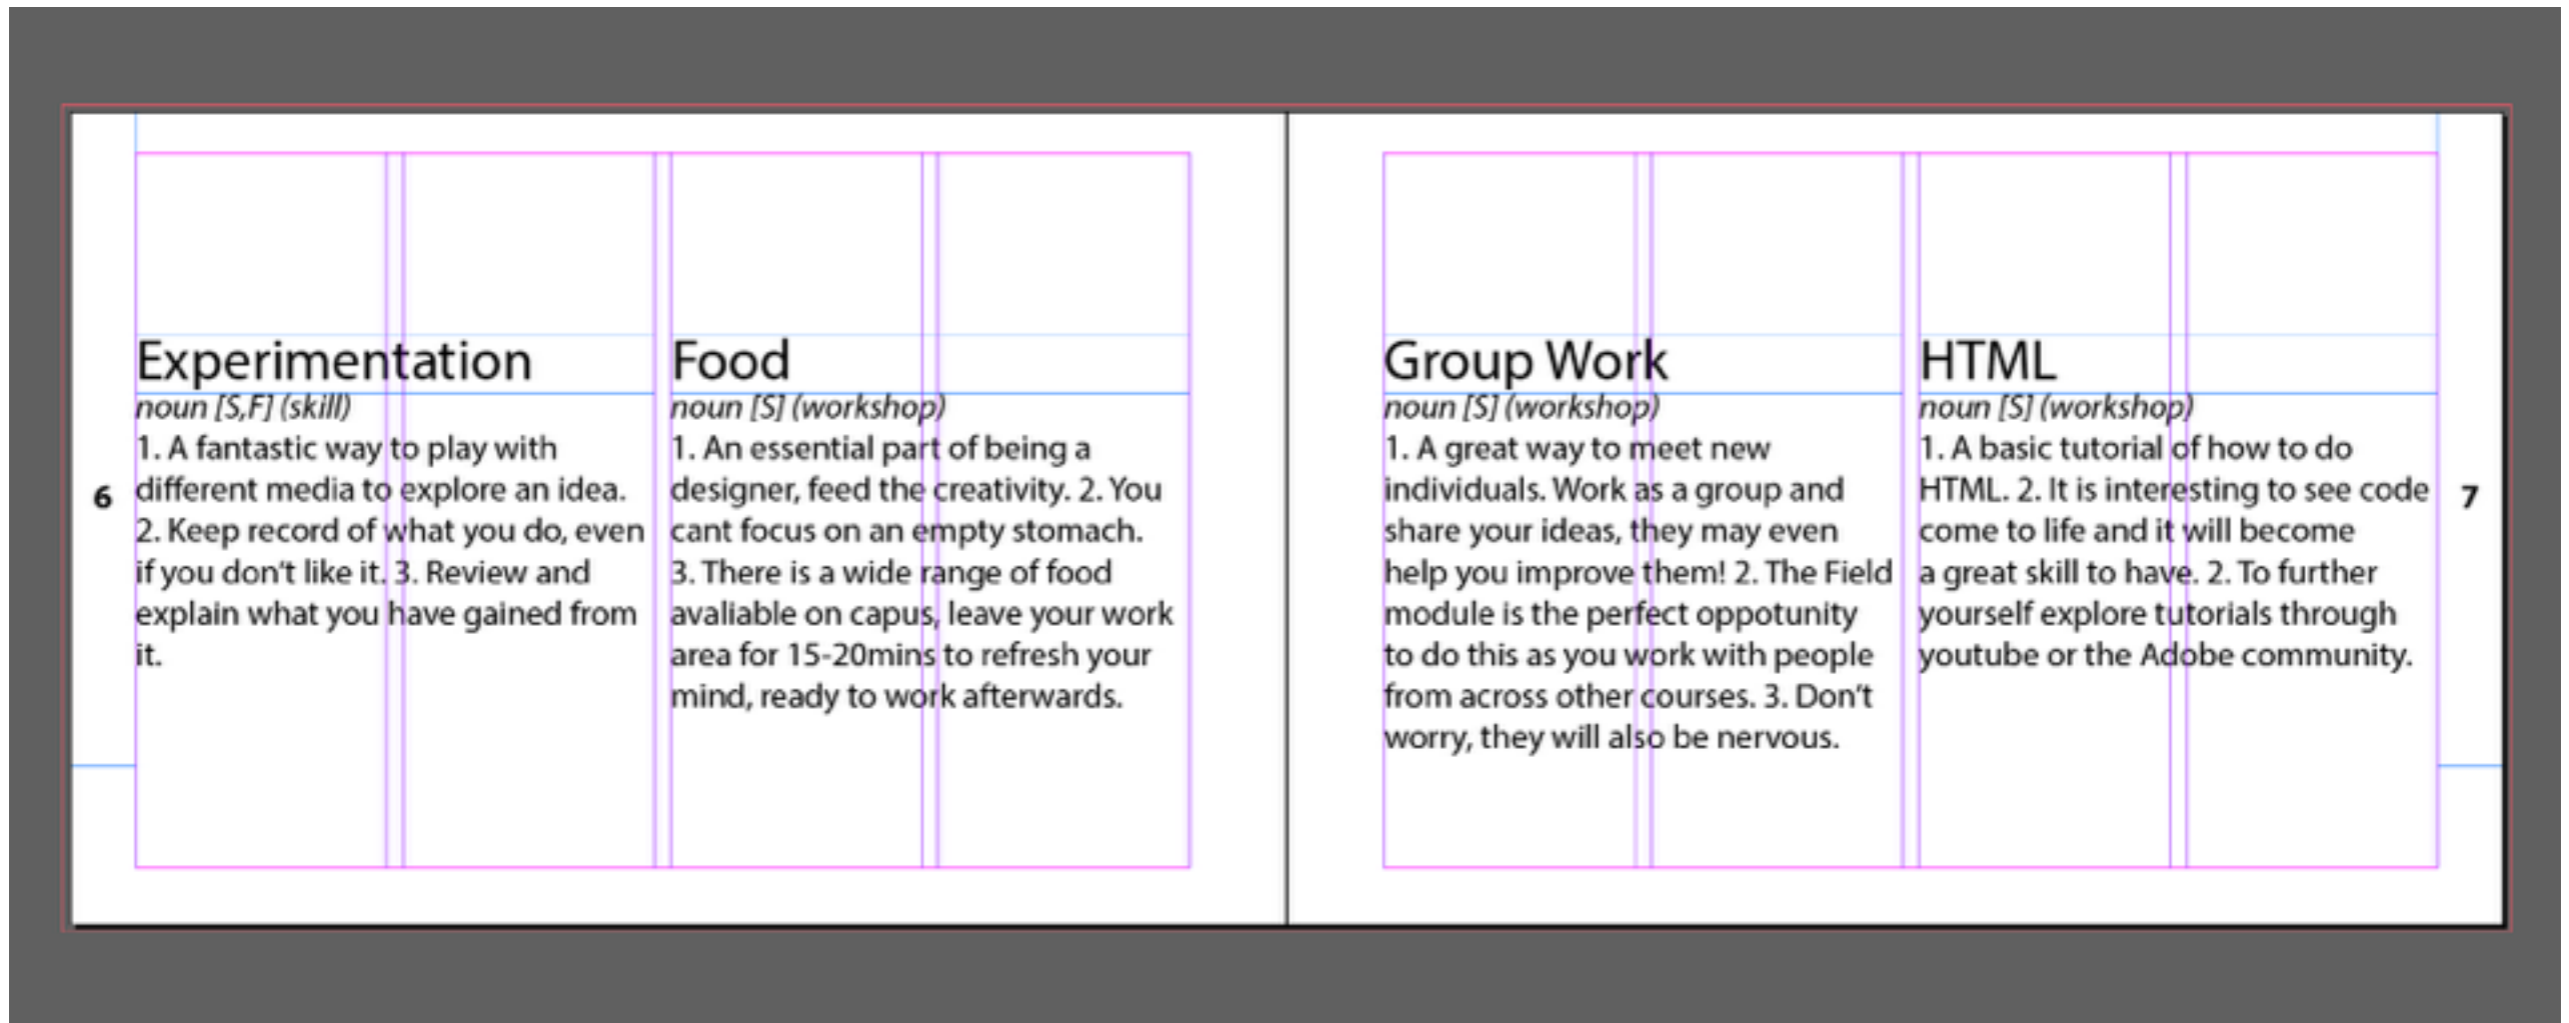 6
Experimentation
noun [S,F] (skill)
1. A fantastic way to play with
different media to explore an idea.
2. Keep record of what you do, even
if you don't like it. 3. Review and
explain what you have gained from
it.
Food
noun [S] (workshop)
1. An essential part of being a
designer, feed the creativity. 2. You
cant focus on an empty stomach.
3. There is a wide range of food
avaliable on capus, leave your work
area for 15-20mins to refresh your
mind, ready to work afterwards.
Group Work
noun [S] (workshop)
1. A great way to meet new
individuals. Work as a group and
share your ideas, they may even
help you improve them! 2. The Field
module is the perfect oppotunity
to do this as you work with people
from across other courses. 3. Don't
worry, they will also be nervous.
HTML
noun [S] (workshop)
1. A basic tutorial of how to do
HTML. 2. It is interesting to see code
come to life and it will become
a great skill to have. 2. To further
yourself explore tutorials through
youtube or the Adobe community.
7